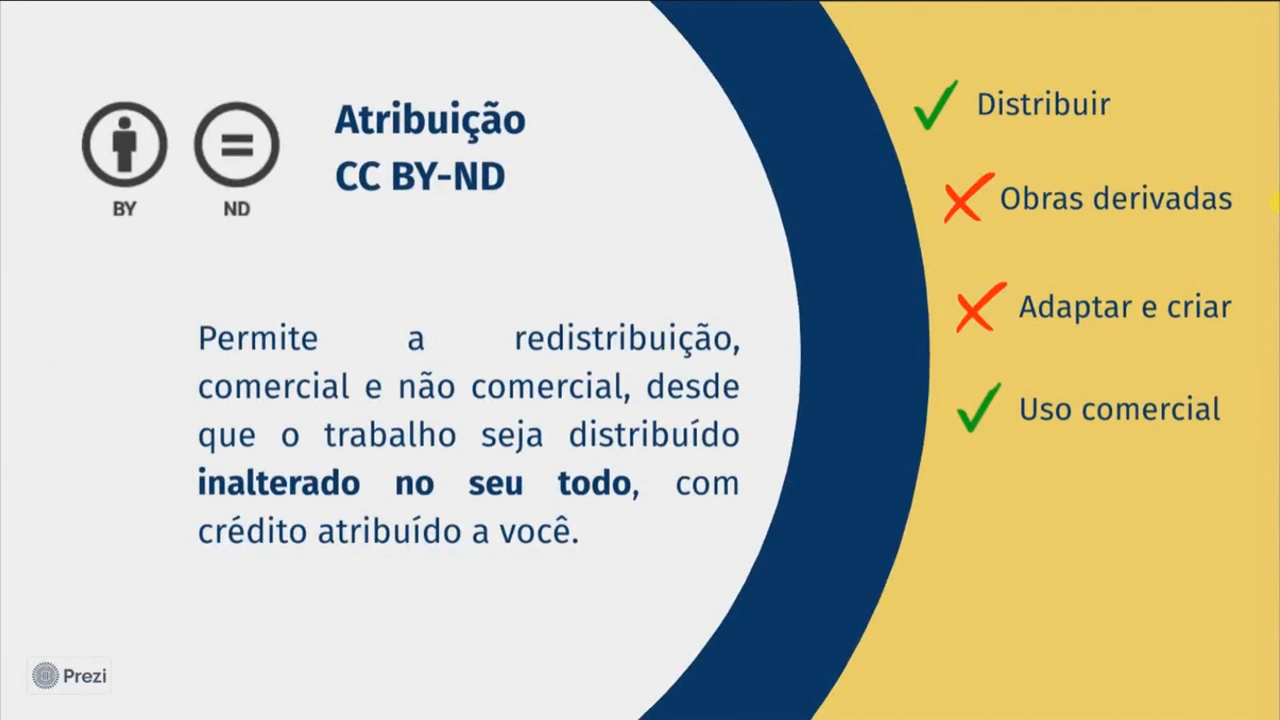 Atribuição
CC BY-ND
BY
ND
Permite a redistribuição,
comercial e não comercial, desde
que o trabalho seja distribuído
inalterado no seu todo, com
crédito atribuído a você.
Distribuir
Obras derivadas
Adaptar e criar
Uso comercial
Prezi